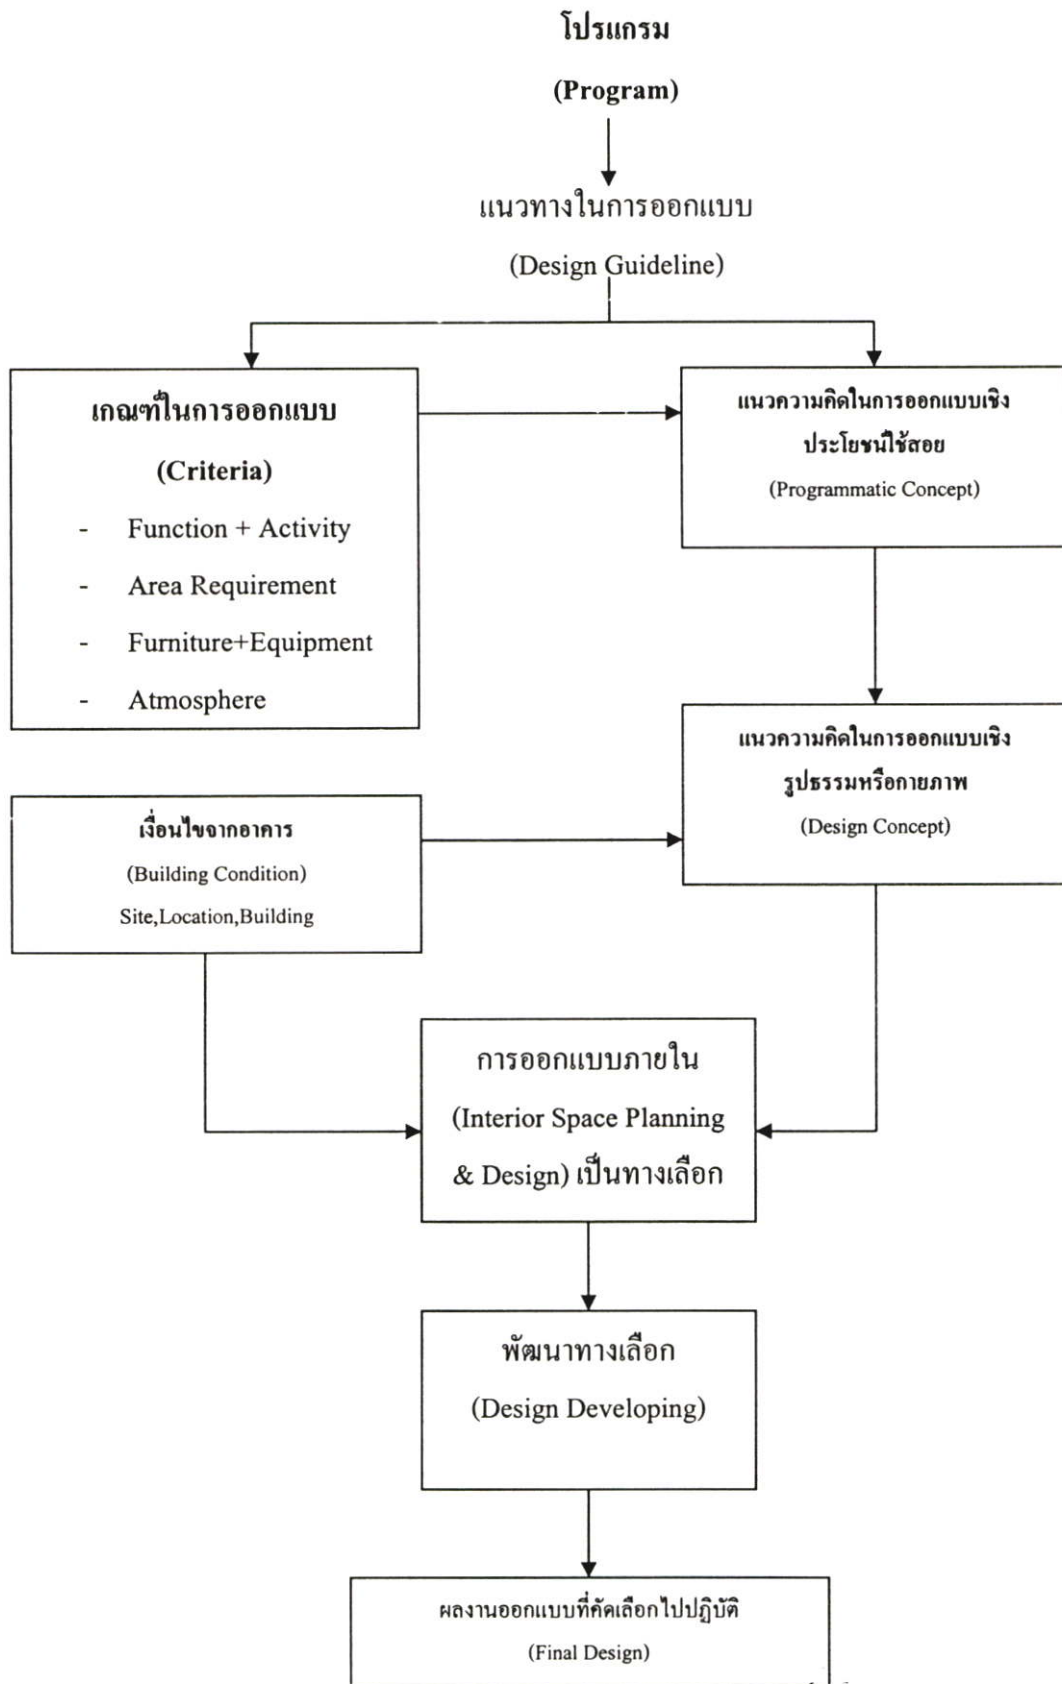 โปรแกรม
(Program)
แนวทางในการออกแบบ
(Design Guideline)
เกณฑ์ในการออกแบบ
(Criteria)
- Function + Activity
- Area Requirement
- Furniture+Equipment
- Atmosphere
แนวความคิดในการออกแบบเชิง
ประโยชน์ใช้สอย
(Programmatic Concept)
แนวความคิดในการออกแบบเชิง
รูปธรรมหรือกายภาพ
(Design Concept)
เงื่อนไขจากอาคาร
(Building Condition)
Site,Location,Building
การออกแบบภายใน
(Interior Space Planning
& Design) เป็นทางเลือก
พัฒนาทางเลือก
(Design Developing)
ผลงานออกแบบที่คัดเลือกไปปฏิบัติ
(Final Design)